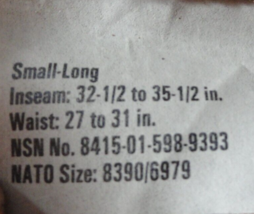 Small-Long
Inseam: 32-1/2 to 35-1/2 in.
Waist: 27 to 31 in.
NSN No. 8415-01-598-9393
NATO Size: 8390/6979